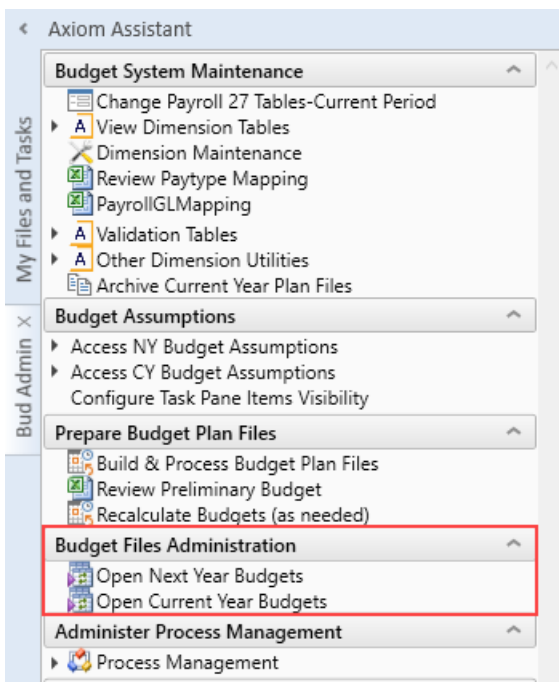 Axiom Assistant
Budget System Maintenance
Change Payroll 27 Tables-Current Period
A View Dimension Tables
Dimension Maintenance
Review Paytype Mapping
PayrollGLMapping
A Validation Tables
A Other Dimension Utilities
Archive Current Year Plan Files
Budget Assumptions
Access NY Budget Assumptions
Access CY Budget Assumptions
Configure Task Pane Items Visibility
Prepare Budget Plan Files
Build & Process Budget Plan Files
Review Preliminary Budget
Recalculate Budgets (as needed)
Budget Files Administration
Open Next Year Budgets
Open Current Year Budgets
Administer Process Management
Process Management
My Files and Tasks
Bud Admin